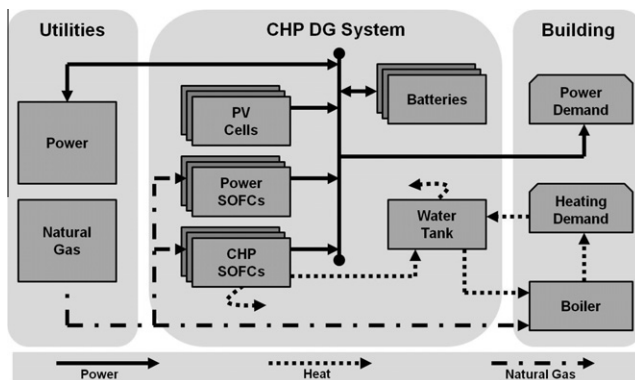 Utilities
CHP DG System
Building
Power
Natural
Gas
PV
Cells
Power
SOFCs
CHP
SOFCs
Batteries
Water
Tank
Power
Demand
Heating
Demand
Boiler
Power
Heat
Natural Gas